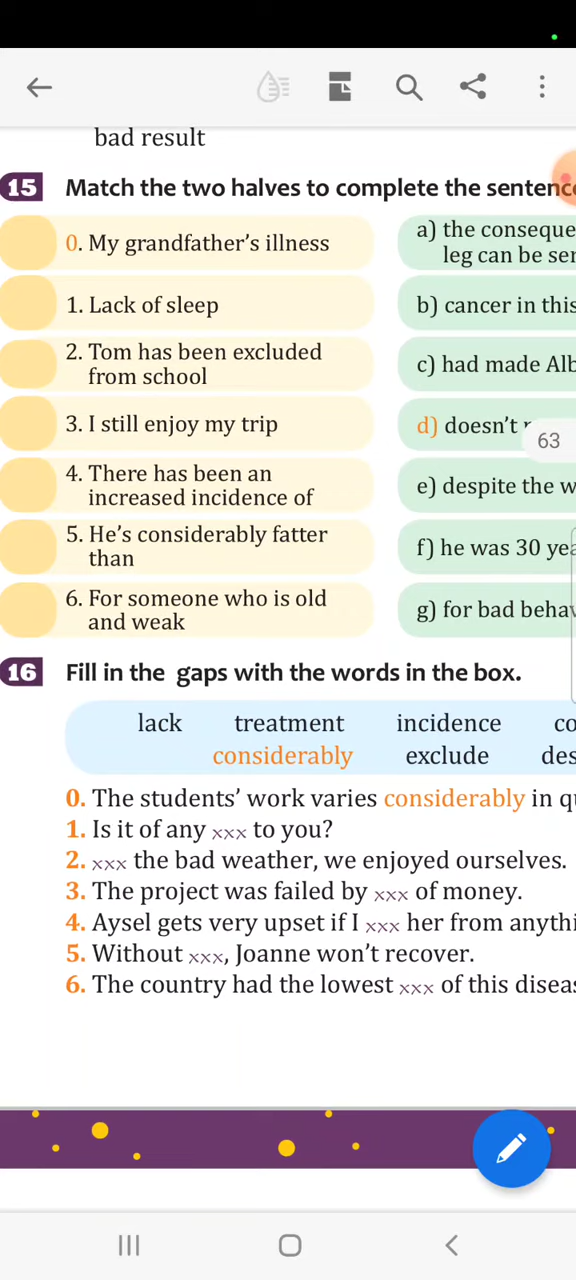 bad result
15 Match the two halves to complete the sentence
0. My grandfather's illness
a) the conseque
leg can be ser
1. Lack of sleep
b) cancer in this
2. Tom has been excluded
from school
c) had made Alb
3. I still enjoy my trip
d) doesn't
63
4. There has been an
increased incidence of
e) despite the w
5. He's considerably fatter
than
f) he was 30 yea
6. For someone who is old
and weak
g) for bad behav
16 Fill in the gaps with the words in the box.
lack treatment incidence co
considerably exclude des
0. The students' work varies considerably in qu
1. Is it of any xxx to you?
2. xxx the bad weather, we enjoyed ourselves.
3. The project was failed by xxx of money.
4. Aysel gets very upset if I xxx her from anythi
5. Without xxx, Joanne won't recover.
6. The country had the lowest xxx of this diseas